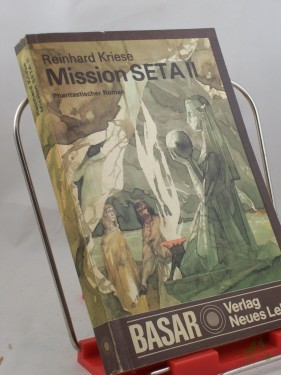 Reinhard Kriese
Mission SETA II
Phantastischer Roman
BASAR
Verlag
Neues Le